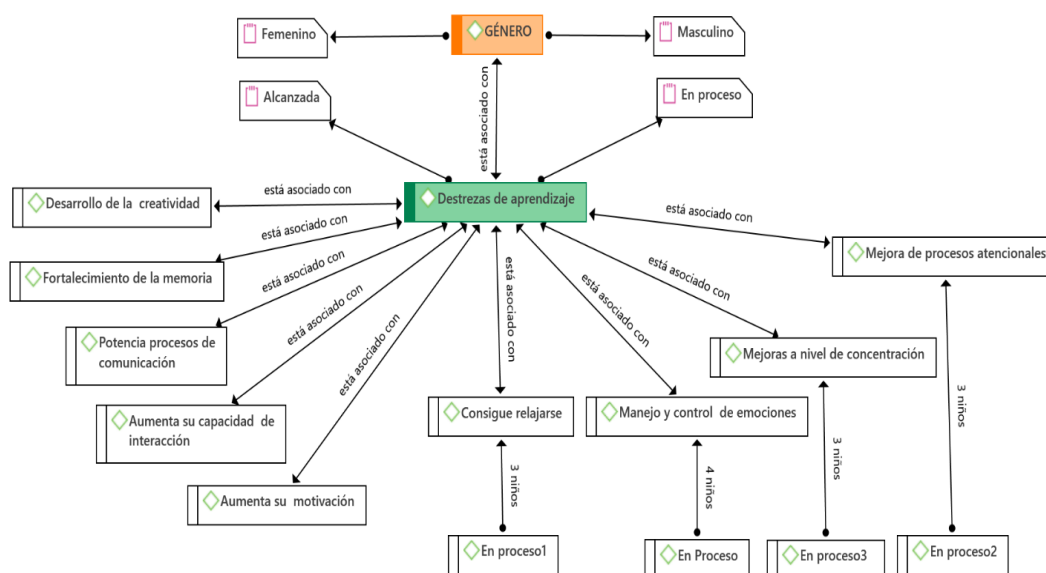 Femenino
GÉNERO
Masculino
Alcanzada
está asociado con
En proceso
está asociado con
Destrezas de aprendizaje
Desarrollo de la creatividad
está asociado con
está asociado con
Mejora de procesos atencionales
Fortalecimiento de la memoria
está asociado con
está asociado con
está asociado con
está asociado con
está asociado con
está asociado con
Potencia procesos de
comunicación
Mejoras a nivel de concentración
Aumenta su capacidad de
interacción
Consigue relajarse
Manejo y control de emociones
3 niños
3 niños
4 niños
3 niños
Aumenta su motivación
En proceso1
En Proceso
En proceso3
En proceso2